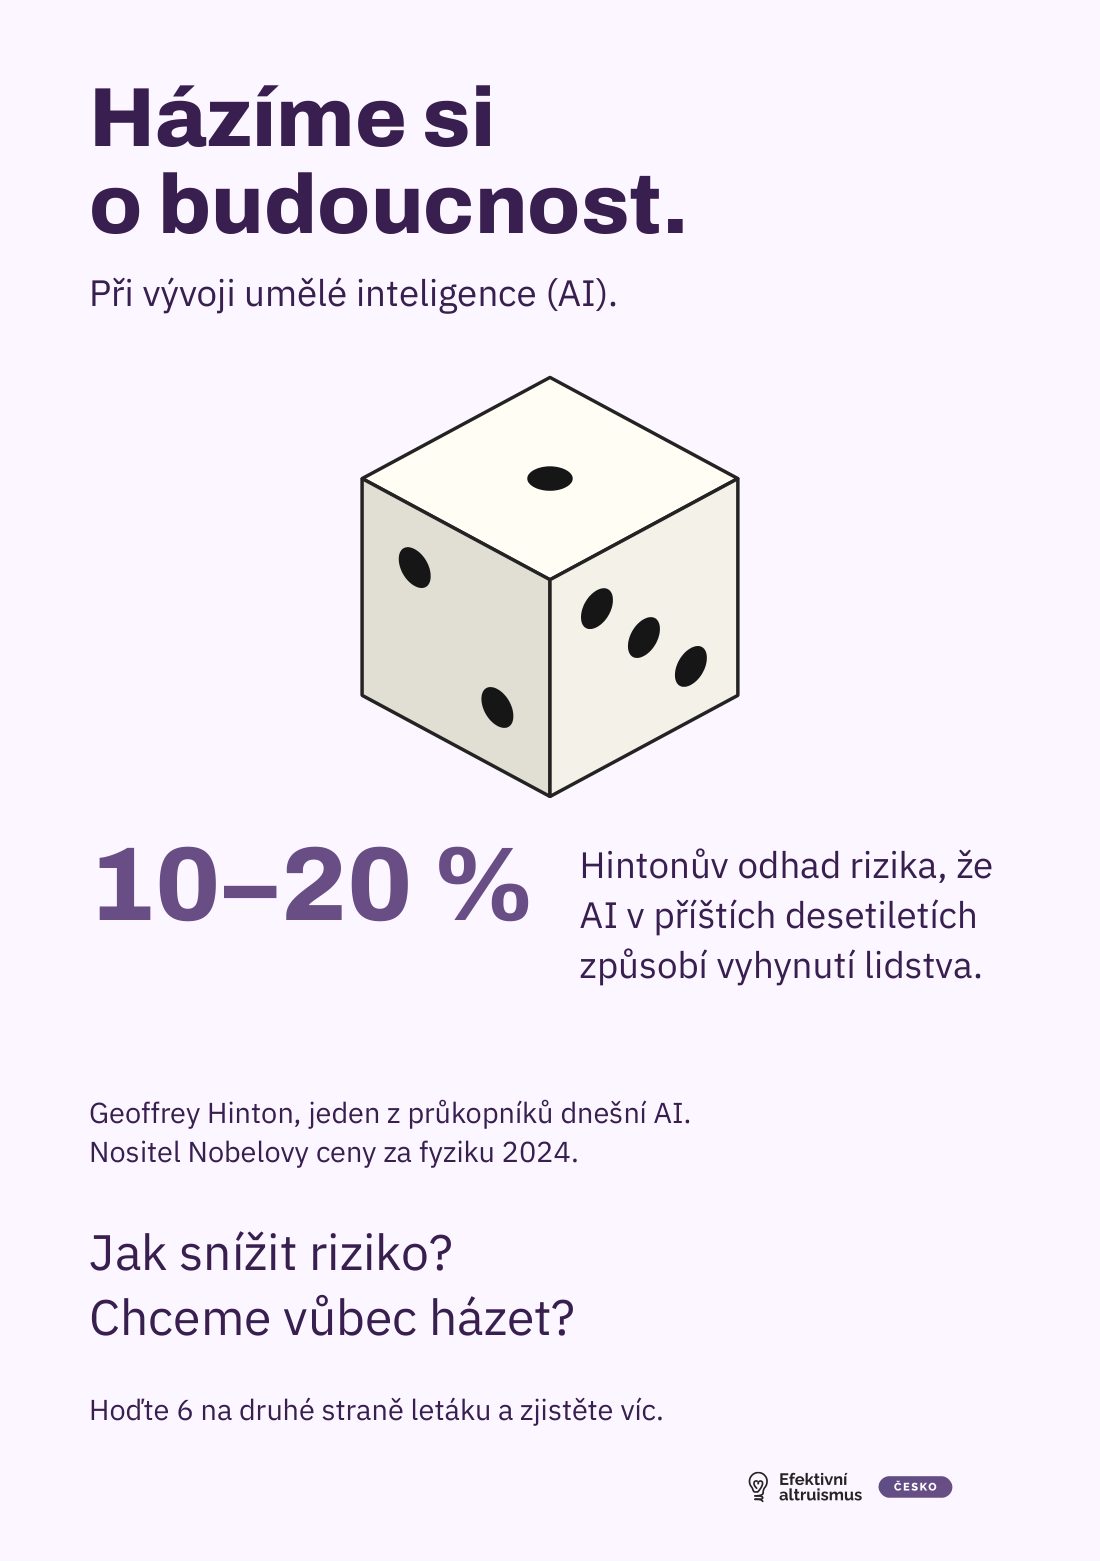 Házíme si
o budoucnost.
Při vývoji umělé inteligence (AI).
10–20 %
Hintonův odhad rizika, že
AI v příštích desetiletích
způsobí vyhynutí lidstva.
Geoffrey Hinton, jeden z průkopníků dnešní AI.
Nositel Nobelovy ceny za fyziku 2024.
Jak snížit riziko?
Chceme vůbec házet?
Hoďte 6 na druhé straně letáku a zjistěte víc.
Efektivní
altruismus
ČESKO